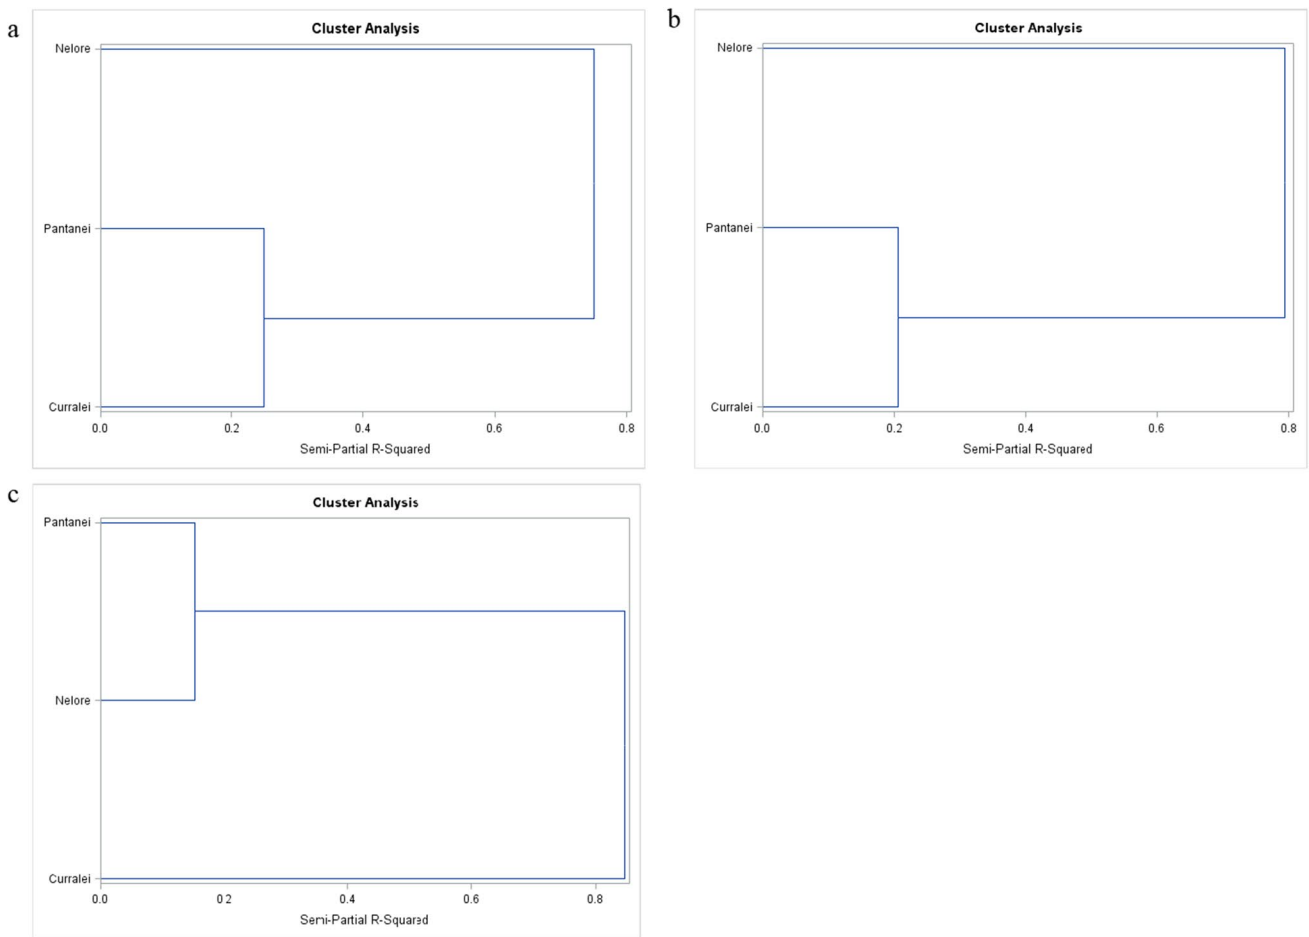 a
Cluster Analysis
Nelore
Pantanei
Curralei
0.0 0.2 0.4 0.6 0.8
Semi-Partial R-Squared
b
Cluster Analysis
Nelore
Pantanei
Curralei
0.0 0.2 0.4 0.6 0.8
Semi-Partial R-Squared
c
Cluster Analysis
Pantanei
Nelore
Curralei
0.0 0 2 0.4 0.6 0.8
Semi-Partial R-Squared